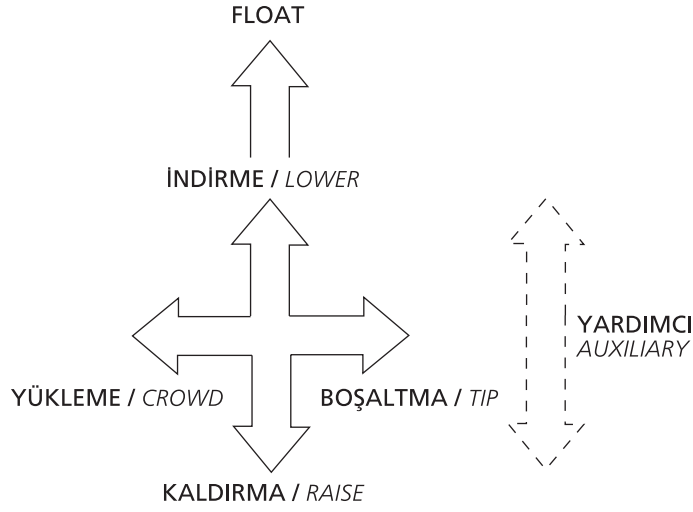 FLOAT
İNDİRME / LOWER
YÜKLEME / CROWD
BOŞALTMA / TIP
KALDIRMA / RAISE
YARDIMCI
AUXILIARY